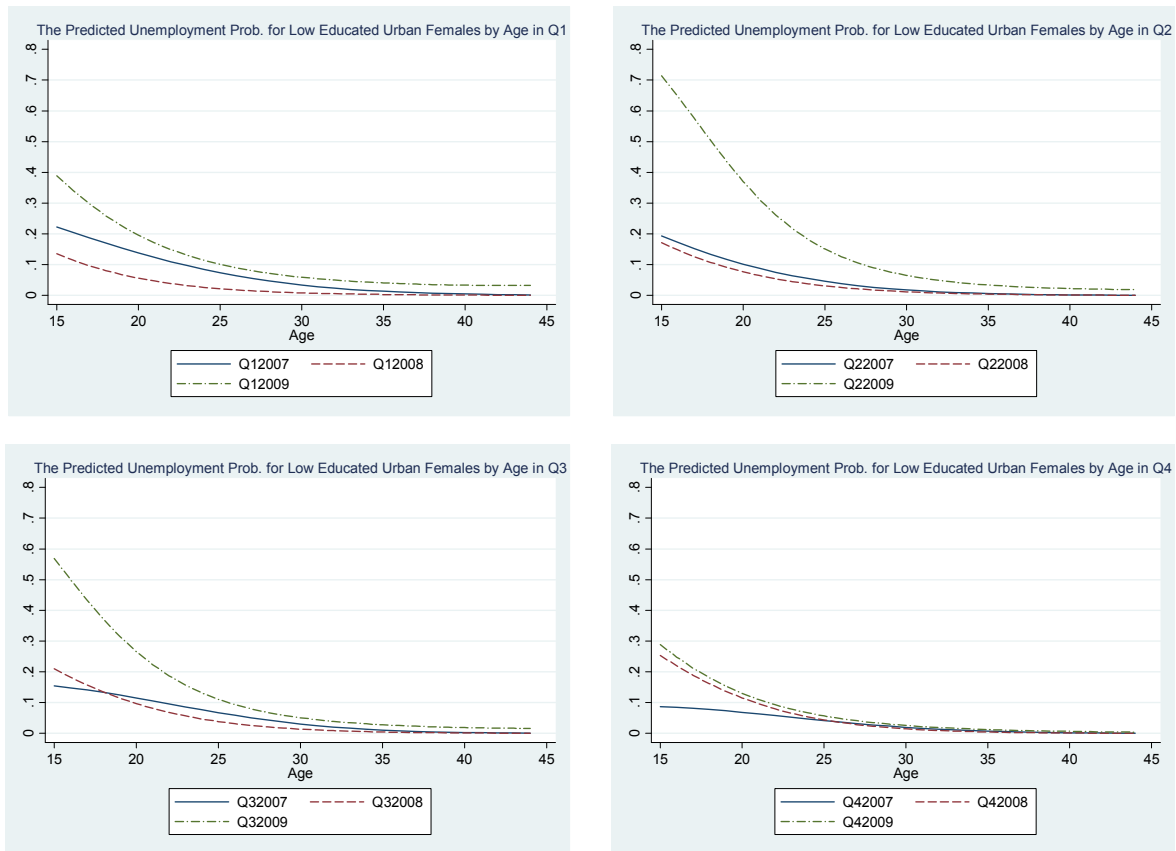 The Predicted Unemployment Prob. for Low Educated Urban Females by Age in Q1
.8
.7
.6
.5
.4
.3
.2
.1
0
15 20 25 30 35 40 45
Age
Q12007 Q12008
Q12009
The Predicted Unemployment Prob. for Low Educated Urban Females by Age in Q2
.8
.7
.6
.5
.4
.3
.2
.1
0
15 20 25 30 35 40 45
Age
Q22007 Q22008
Q22009
The Predicted Unemployment Prob. for Low Educated Urban Females by Age in Q3
.8
.7
.6
.5
.4
.3
.2
.1
0
15 20 25 30 35 40 45
Age
Q32007 Q32008
Q32009
The Predicted Unemployment Prob. for Low Educated Urban Females by Age in Q4
.8
.7
.6
.5
.4
.3
.2
.1
0
15 20 25 30 35 40 45
Age
Q42007 Q42008
Q42009